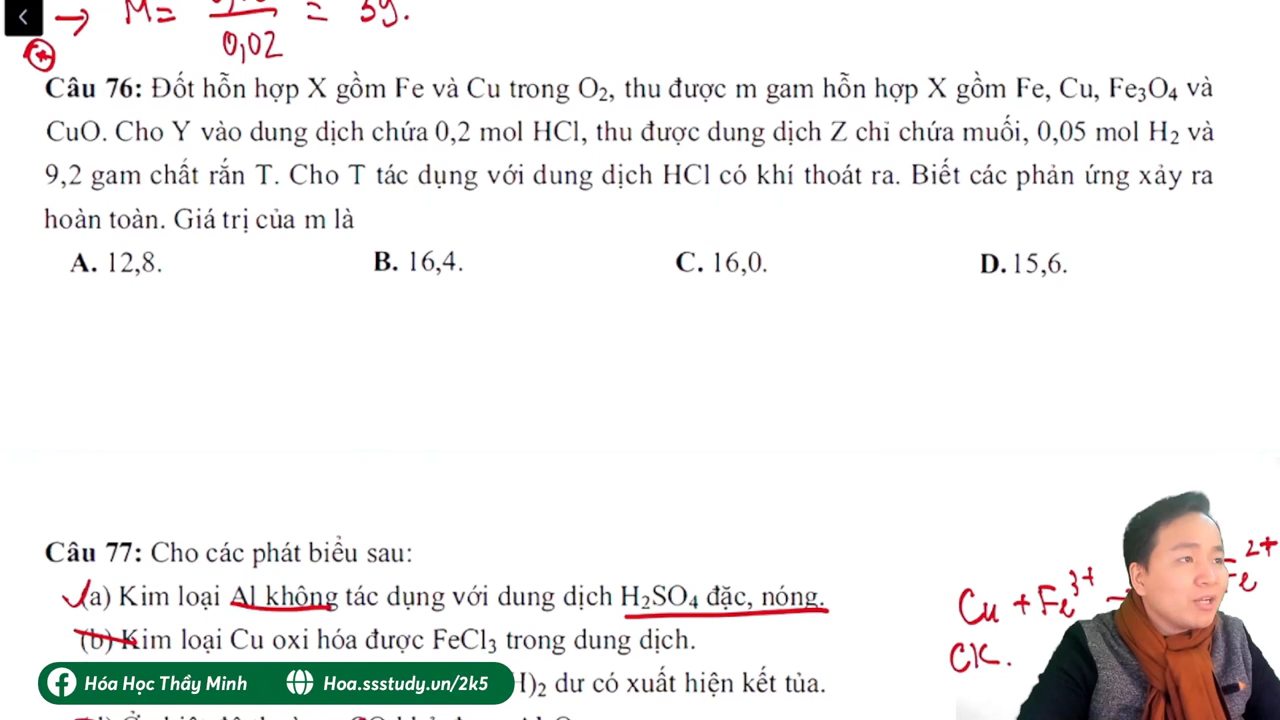 → M = 0,02 = 59.
Câu 76: Đốt hỗn hợp X gồm Fe và Cu trong O₂, thu được m gam hỗn hợp X gồm Fe, Cu, Fe₃O₄ và
CuO. Cho Y vào dung dịch chứa 0,2 mol HCl, thu được dung dịch Z chỉ chứa muối, 0,05 mol H₂ và
9,2 gam chất rắn T. Cho T tác dụng với dung dịch HCl có khí thoát ra. Biết các phản ứng xảy ra
hoàn toàn. Giá trị của m là
A. 12,8. B. 16,4. C. 16,0. D. 15,6.
Câu 77: Cho các phát biểu sau:
(a) Kim loại Al không tác dụng với dung dịch H₂SO₄ đặc, nóng.
(b) Kim loại Cu oxi hóa được FeCl₃ trong dung dịch.
H)₂ dư có xuất hiện kết tủa.
Cu + Fe³⁺ → Fe²⁺
CK.
Hóa Học Thầy Minh Hoa.ssstudy.vn/2k5